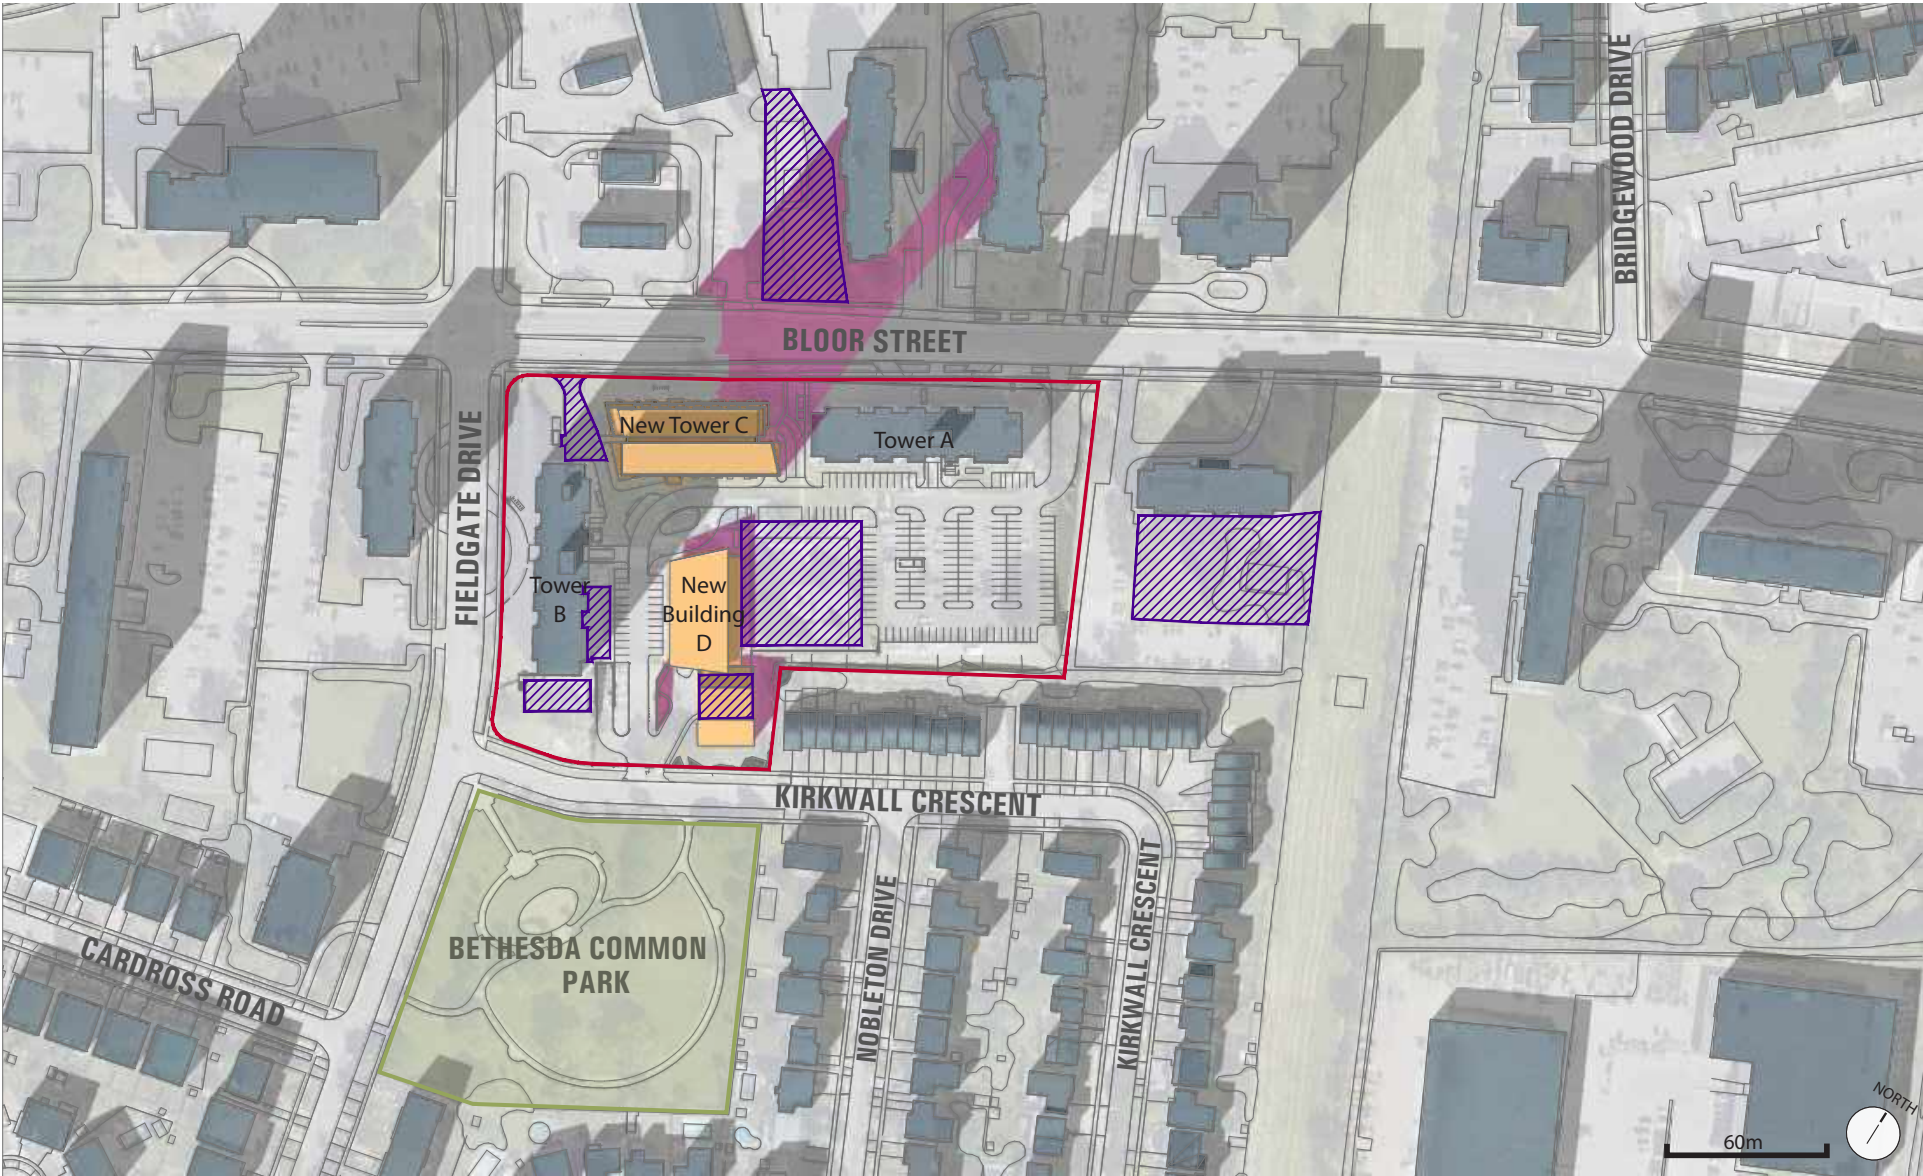 BRIDGEWOOD DRIVE
BLOOR STREET
FIELDGATE DRIVE
New Tower C
Tower A
Tower
B
New
Building
D
KIRKWALL CRESCENT
KIRKWALL CRESCENT
NOBLETON DRIVE
BETHESDA COMMON
PARK
CARDROSS ROAD
NORTH
60m